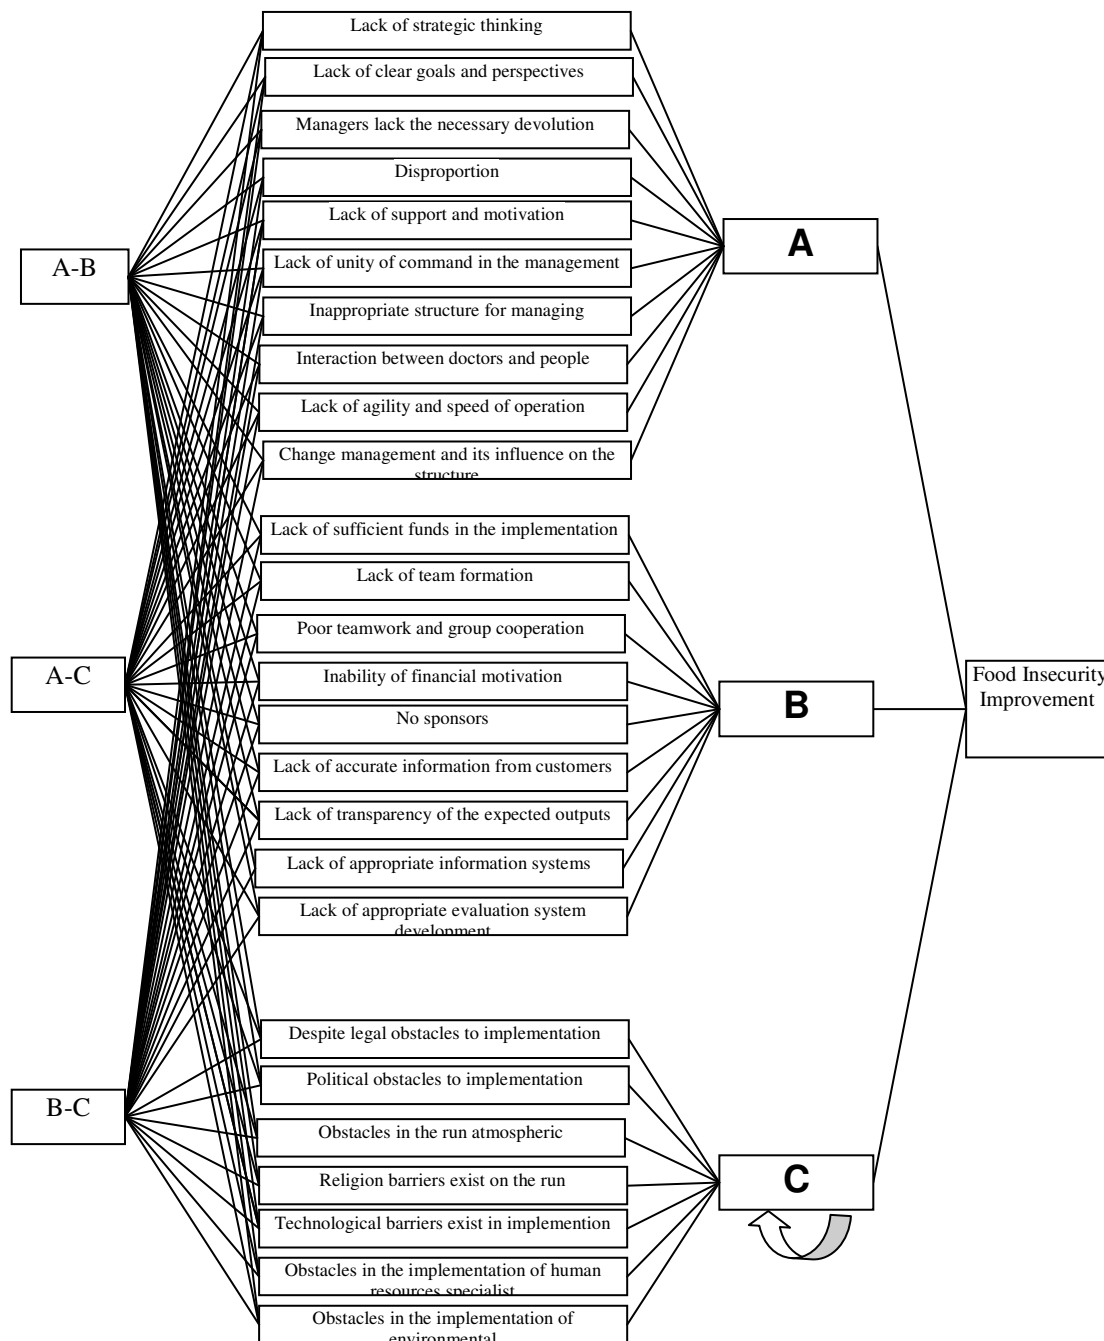 Lack of strategic thinking
Lack of clear goals and perspectives
Managers lack the necessary devolution
Disproportion
Lack of support and motivation
A
A-B
Lack of unity of command in the management
Inappropriate structure for managing
Interaction between doctors and people
Lack of agility and speed of operation
Change management and its influence on the
structure
Lack of sufficient funds in the implementation
Lack of team formation
Poor teamwork and group cooperation
A-C
Inability of financial motivation
Food Insecurity
Improvement
B
No sponsors
Lack of accurate information from customers
Lack of transparency of the expected outputs
Lack of appropriate information systems
Lack of appropriate evaluation system
development
Despite legal obstacles to implementation
Political obstacles to implementation
B-C
Obstacles in the run atmospheric
Religion barriers exist on the run
C
Technological barriers exist in implemention
Obstacles in the implementation of human
resources specialist
Obstacles in the implementation of
environmental